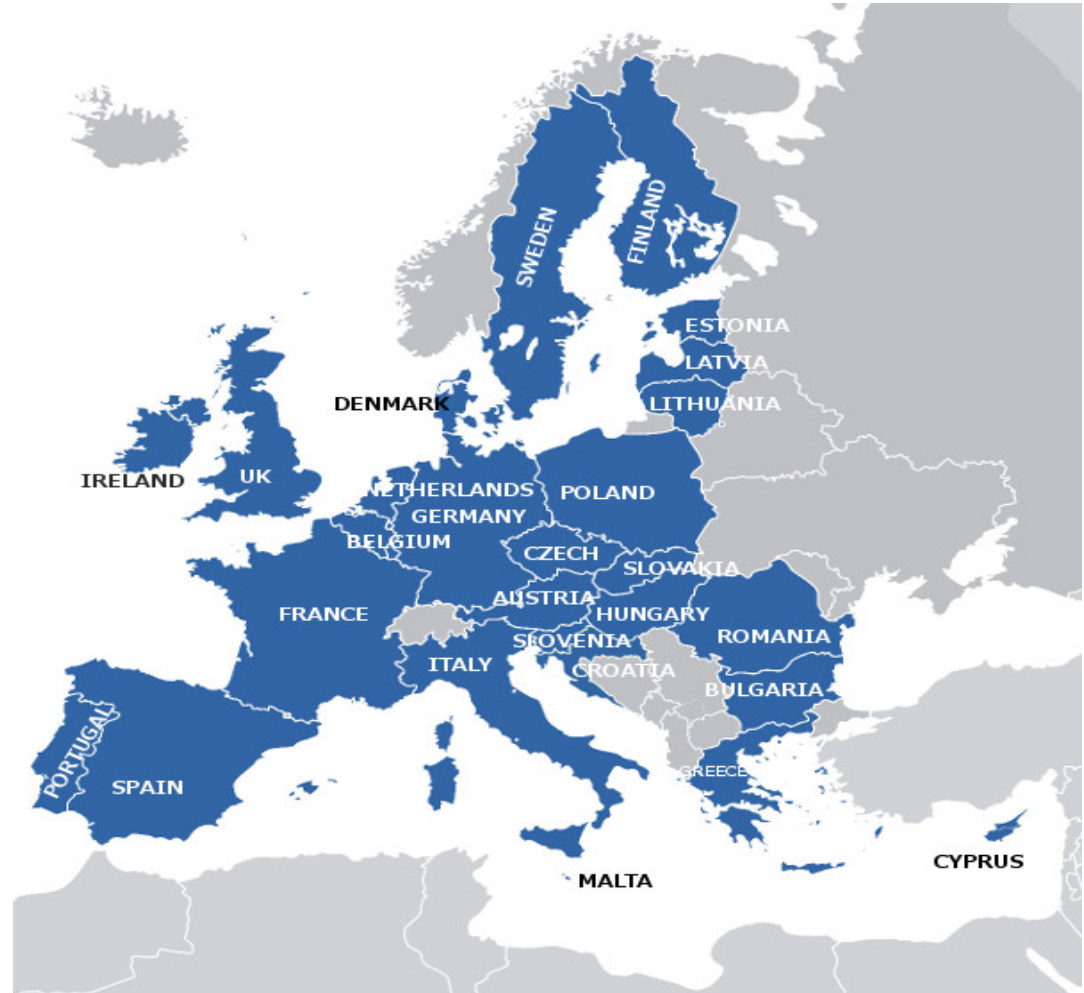 SWEDEN
FINLAND
ESTONIA
LATVIA
LITHUANIA
DENMARK
IRELAND
UK
NETHERLANDS
POLAND
GERMANY
BELGIUM
CZECH
SLOVAKIA
AUSTRIA
HUNGARY
FRANCE
ROMANIA
SLOVENIA
ITALY
CROATIA
BULGARIA
PORTUGAL
GREECE
SPAIN
CYPRUS
MALTA